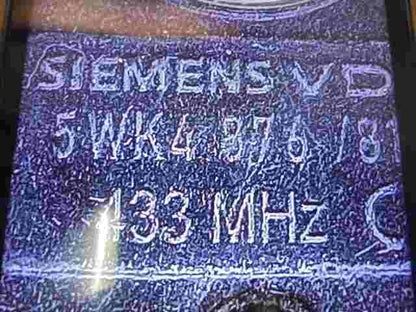 SIEMENS VD
5WK4 876 /81
433 MHz C